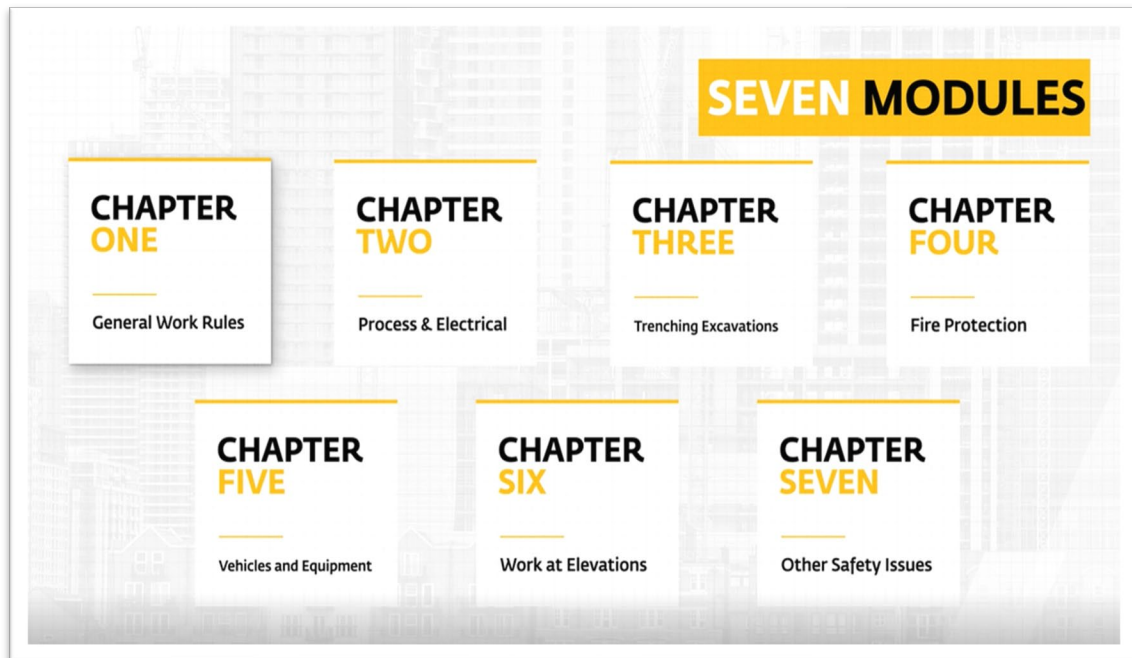 SEVEN MODULES
CHAPTER
ONE
General Work Rules
CHAPTER
TWO
Process & Electrical
CHAPTER
THREE
Trenching Excavations
CHAPTER
FOUR
Fire Protection
CHAPTER
FIVE
Vehicles and Equipment
CHAPTER
SIX
Work at Elevations
CHAPTER
SEVEN
Other Safety Issues